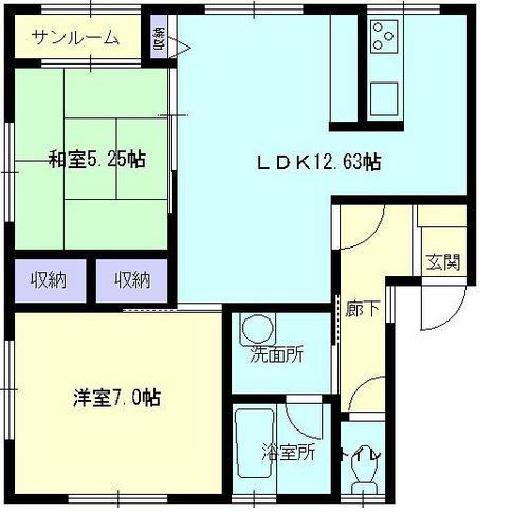 サンルーム
収納
和室5.25帖
LDK12.63帖
玄関
収納
収納
廊下
洗面所
洋室7.0帖
浴室所
トイレ